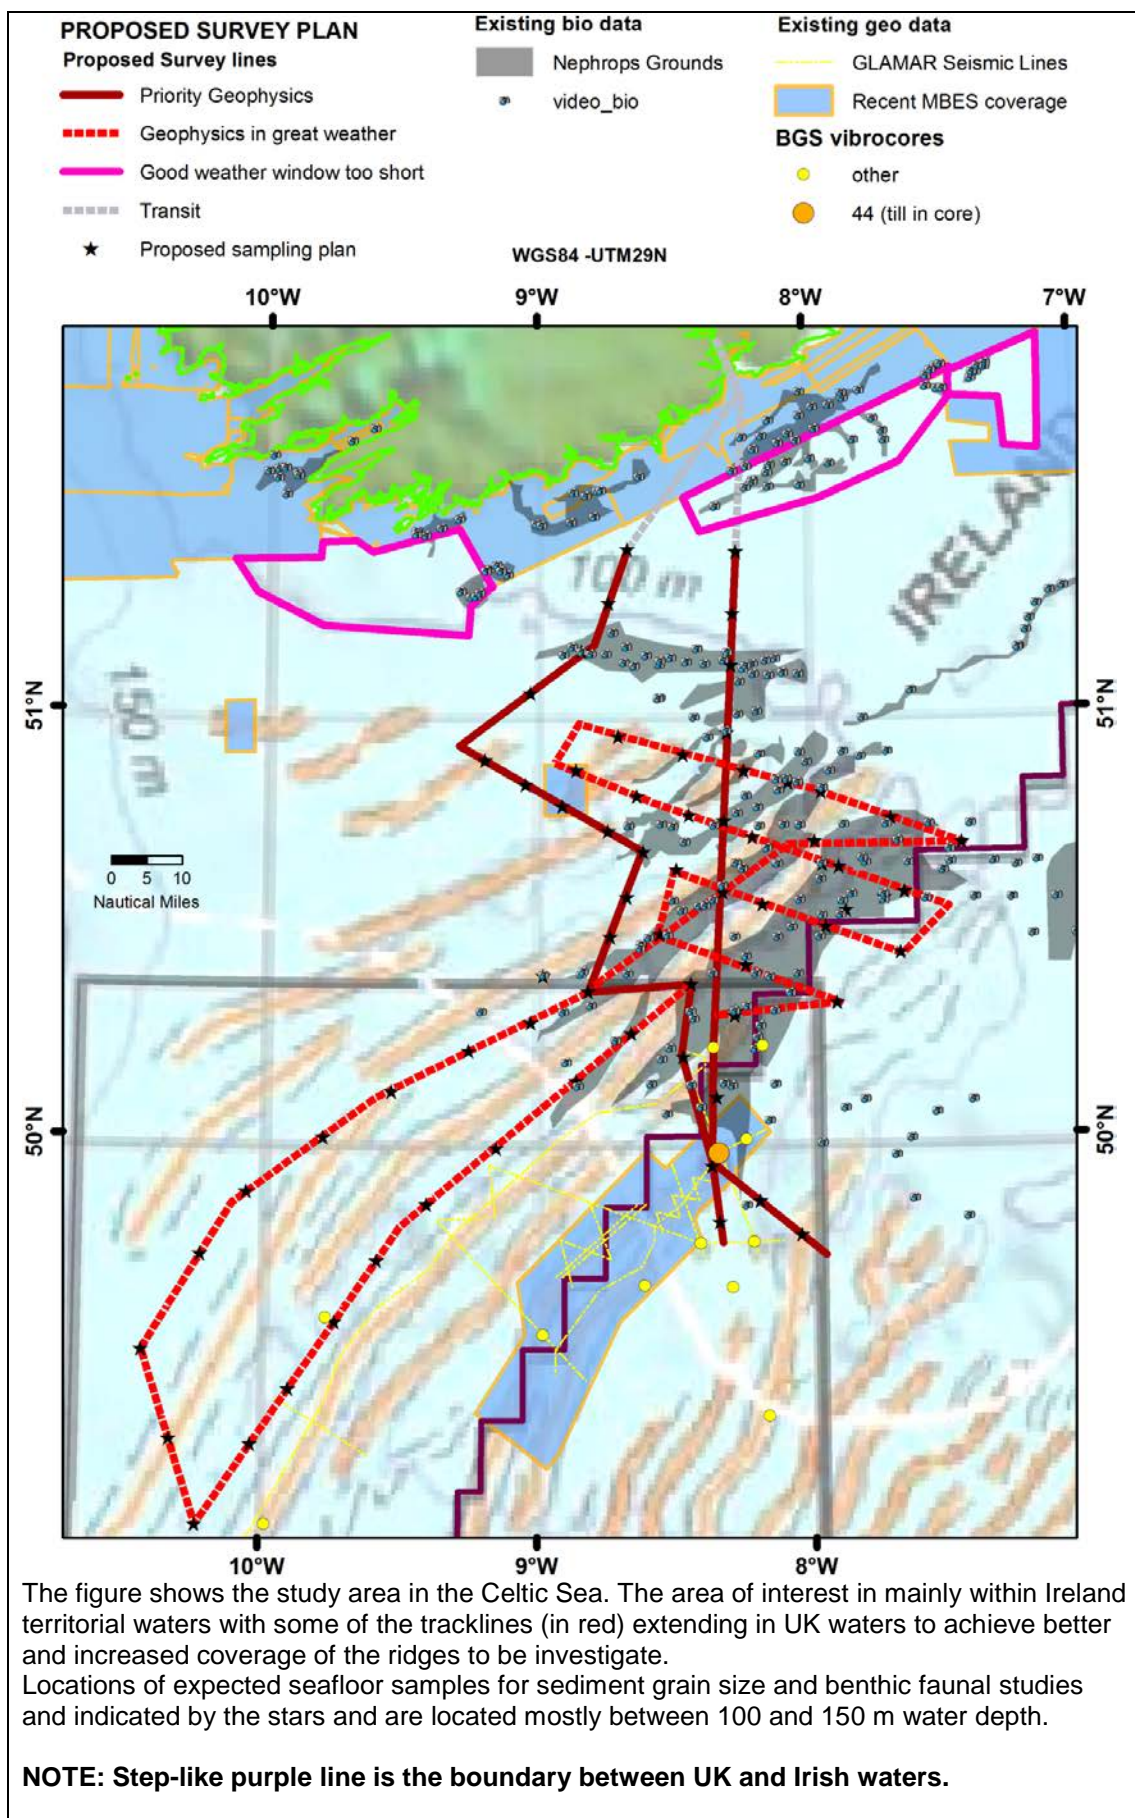 PROPOSED SURVEY PLAN
Proposed Survey lines
Priority Geophysics
Geophysics in great weather
Good weather window too short
Transit
Proposed sampling plan
Existing bio data
Nephrops Grounds
video_bio
Existing geo data
GLAMAR Seismic Lines
Recent MBES coverage
BGS vibrocores
other
44 (till in core)
WGS84 -UTM29N
10°W 9°W 8°W 7°W
100 m
IRELAN
150 m
51°N 51°N
0 5 10
Nautical Miles
50°N 50°N
10°W 9°W 8°W
The figure shows the study area in the Celtic Sea. The area of interest in mainly within Ireland
territorial waters with some of the tracklines (in red) extending in UK waters to achieve better
and increased coverage of the ridges to be investigate.
Locations of expected seafloor samples for sediment grain size and benthic faunal studies
and indicated by the stars and are located mostly between 100 and 150 m water depth.
NOTE: Step-like purple line is the boundary between UK and Irish waters.